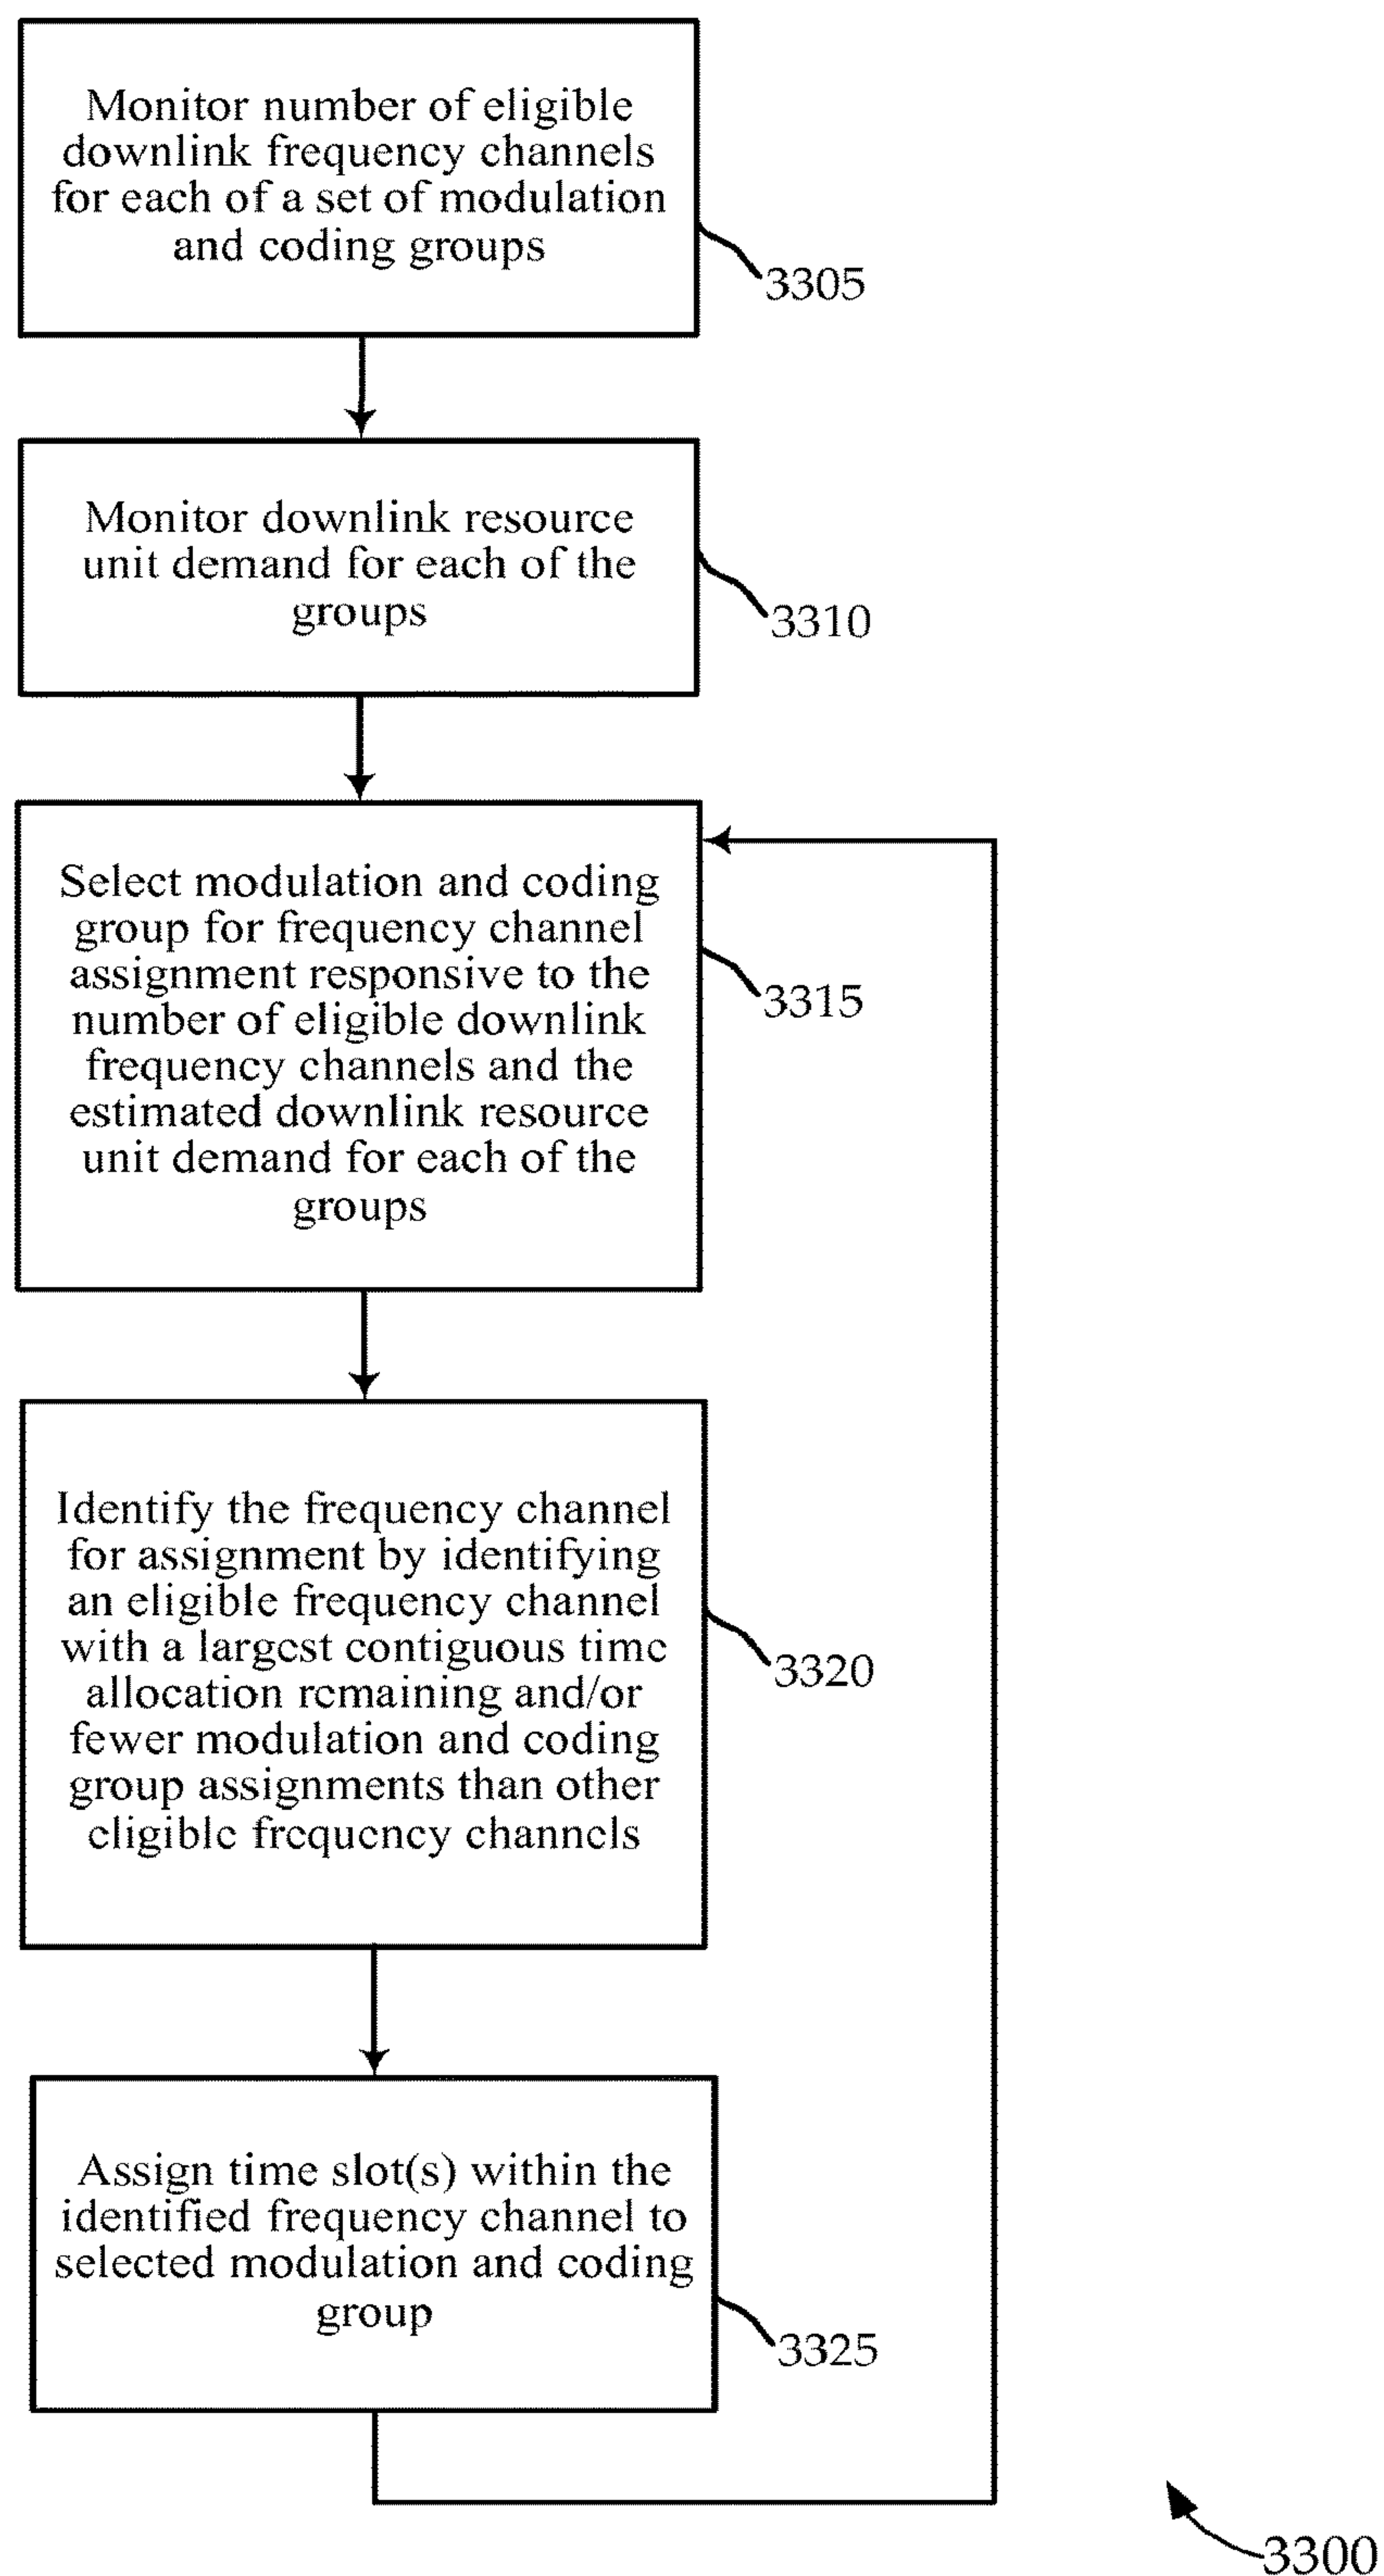 Monitor number of eligible
downlink frequency channels
for each of a set of modulation
and coding groups
3305
Monitor downlink resource
unit demand for each of the
groups
3310
Select modulation and coding
group for frequency channel
assignment responsive to the
number of eligible downlink
frequency channels and the
estimated downlink resource
unit demand for each of the
groups
3315
Identify the frequency channel
for assignment by identifying
an eligible frequency channel
with a largest contiguous time
allocation remaining and/or
fewer modulation and coding
group assignments than other
eligible frequency channels
3320
Assign time slot(s) within the
identified frequency channel to
selected modulation and coding
group
3325
3300